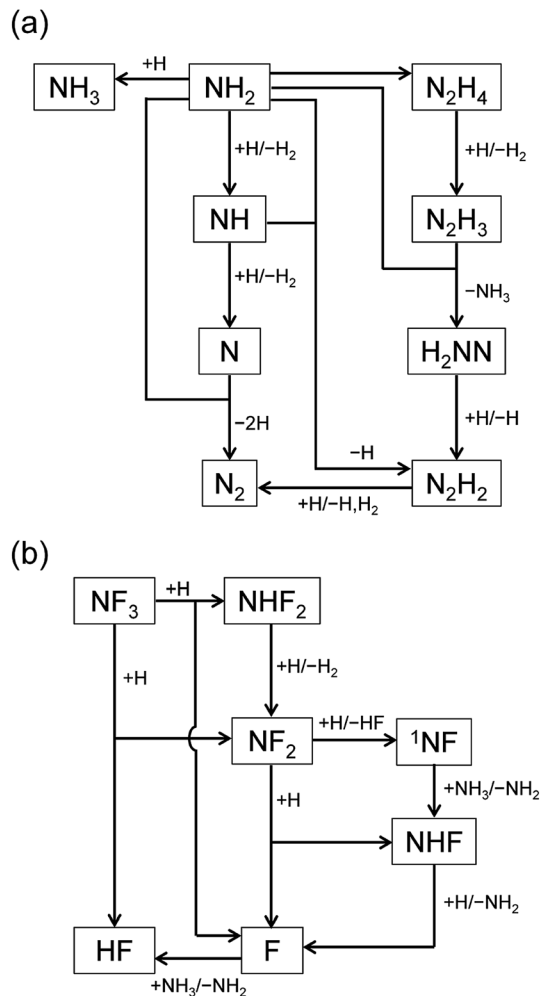 (a)
+H
NH₃
NH₂
N₂H₄
+H/−H₂
+H/−H₂
NH
N₂H₃
+H/−H₂
−NH₃
N
H₂NN
−2H
+H/−H
−H
N₂
N₂H₂
+H/−H,H₂
(b)
NF₃
+H
NHF₂
+H
+H/−H₂
+H/−HF
NF₂
¹NF
+H
+NH₃/−NH₂
NHF
+H/−NH₂
HF
F
+NH₃/−NH₂